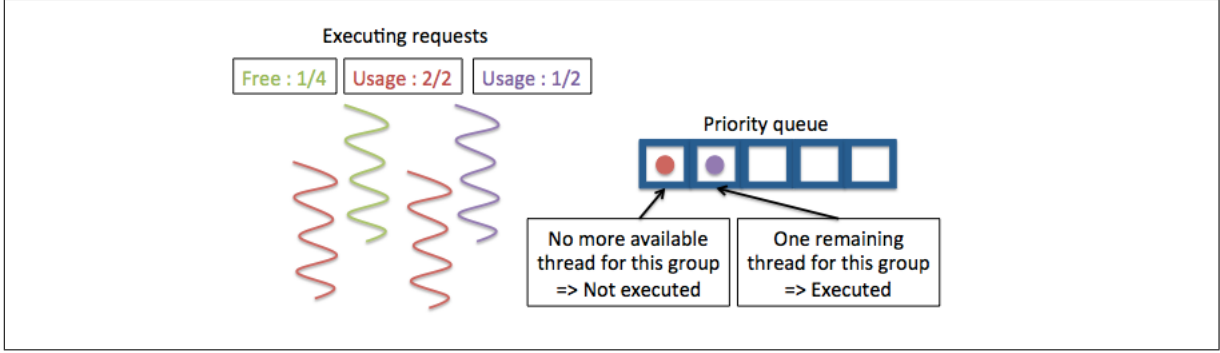 Executing requests
Free : 1/4
Usage : 2/2
Usage : 1/2
Priority queue
No more available
thread for this group
=> Not executed
One remaining
thread for this group
=> Executed